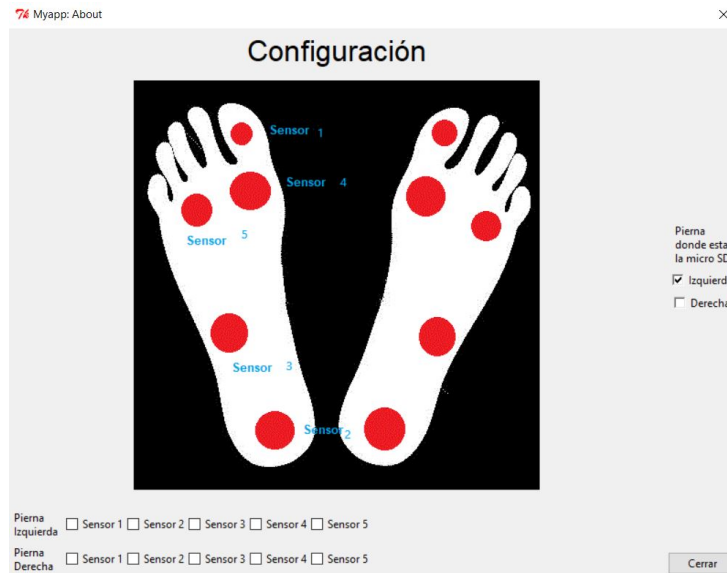 Myapp: About
Configuración
Sensor 1
Sensor 4
Sensor 5
Sensor 3
Sensor 2
Pierna
donde esta
la micro SD
Izquierd
Derecha
Pierna
Izquierda
Sensor 1 Sensor 2 Sensor 3 Sensor 4 Sensor 5
Pierna
Derecha
Sensor 1 Sensor 2 Sensor 3 Sensor 4 Sensor 5
Cerrar